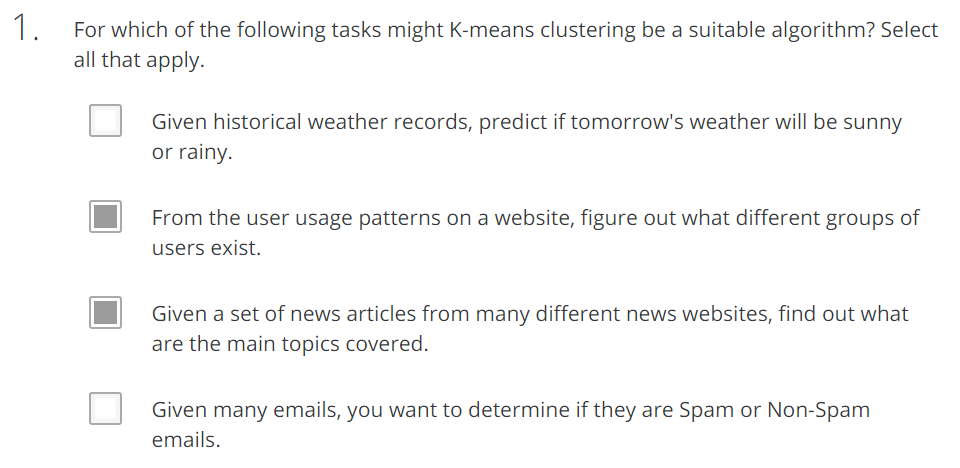 1. For which of the following tasks might K-means clustering be a suitable algorithm? Select
all that apply.
Given historical weather records, predict if tomorrow's weather will be sunny
or rainy.
From the user usage patterns on a website, figure out what different groups of
users exist.
Given a set of news articles from many different news websites, find out what
are the main topics covered.
Given many emails, you want to determine if they are Spam or Non-Spam
emails.